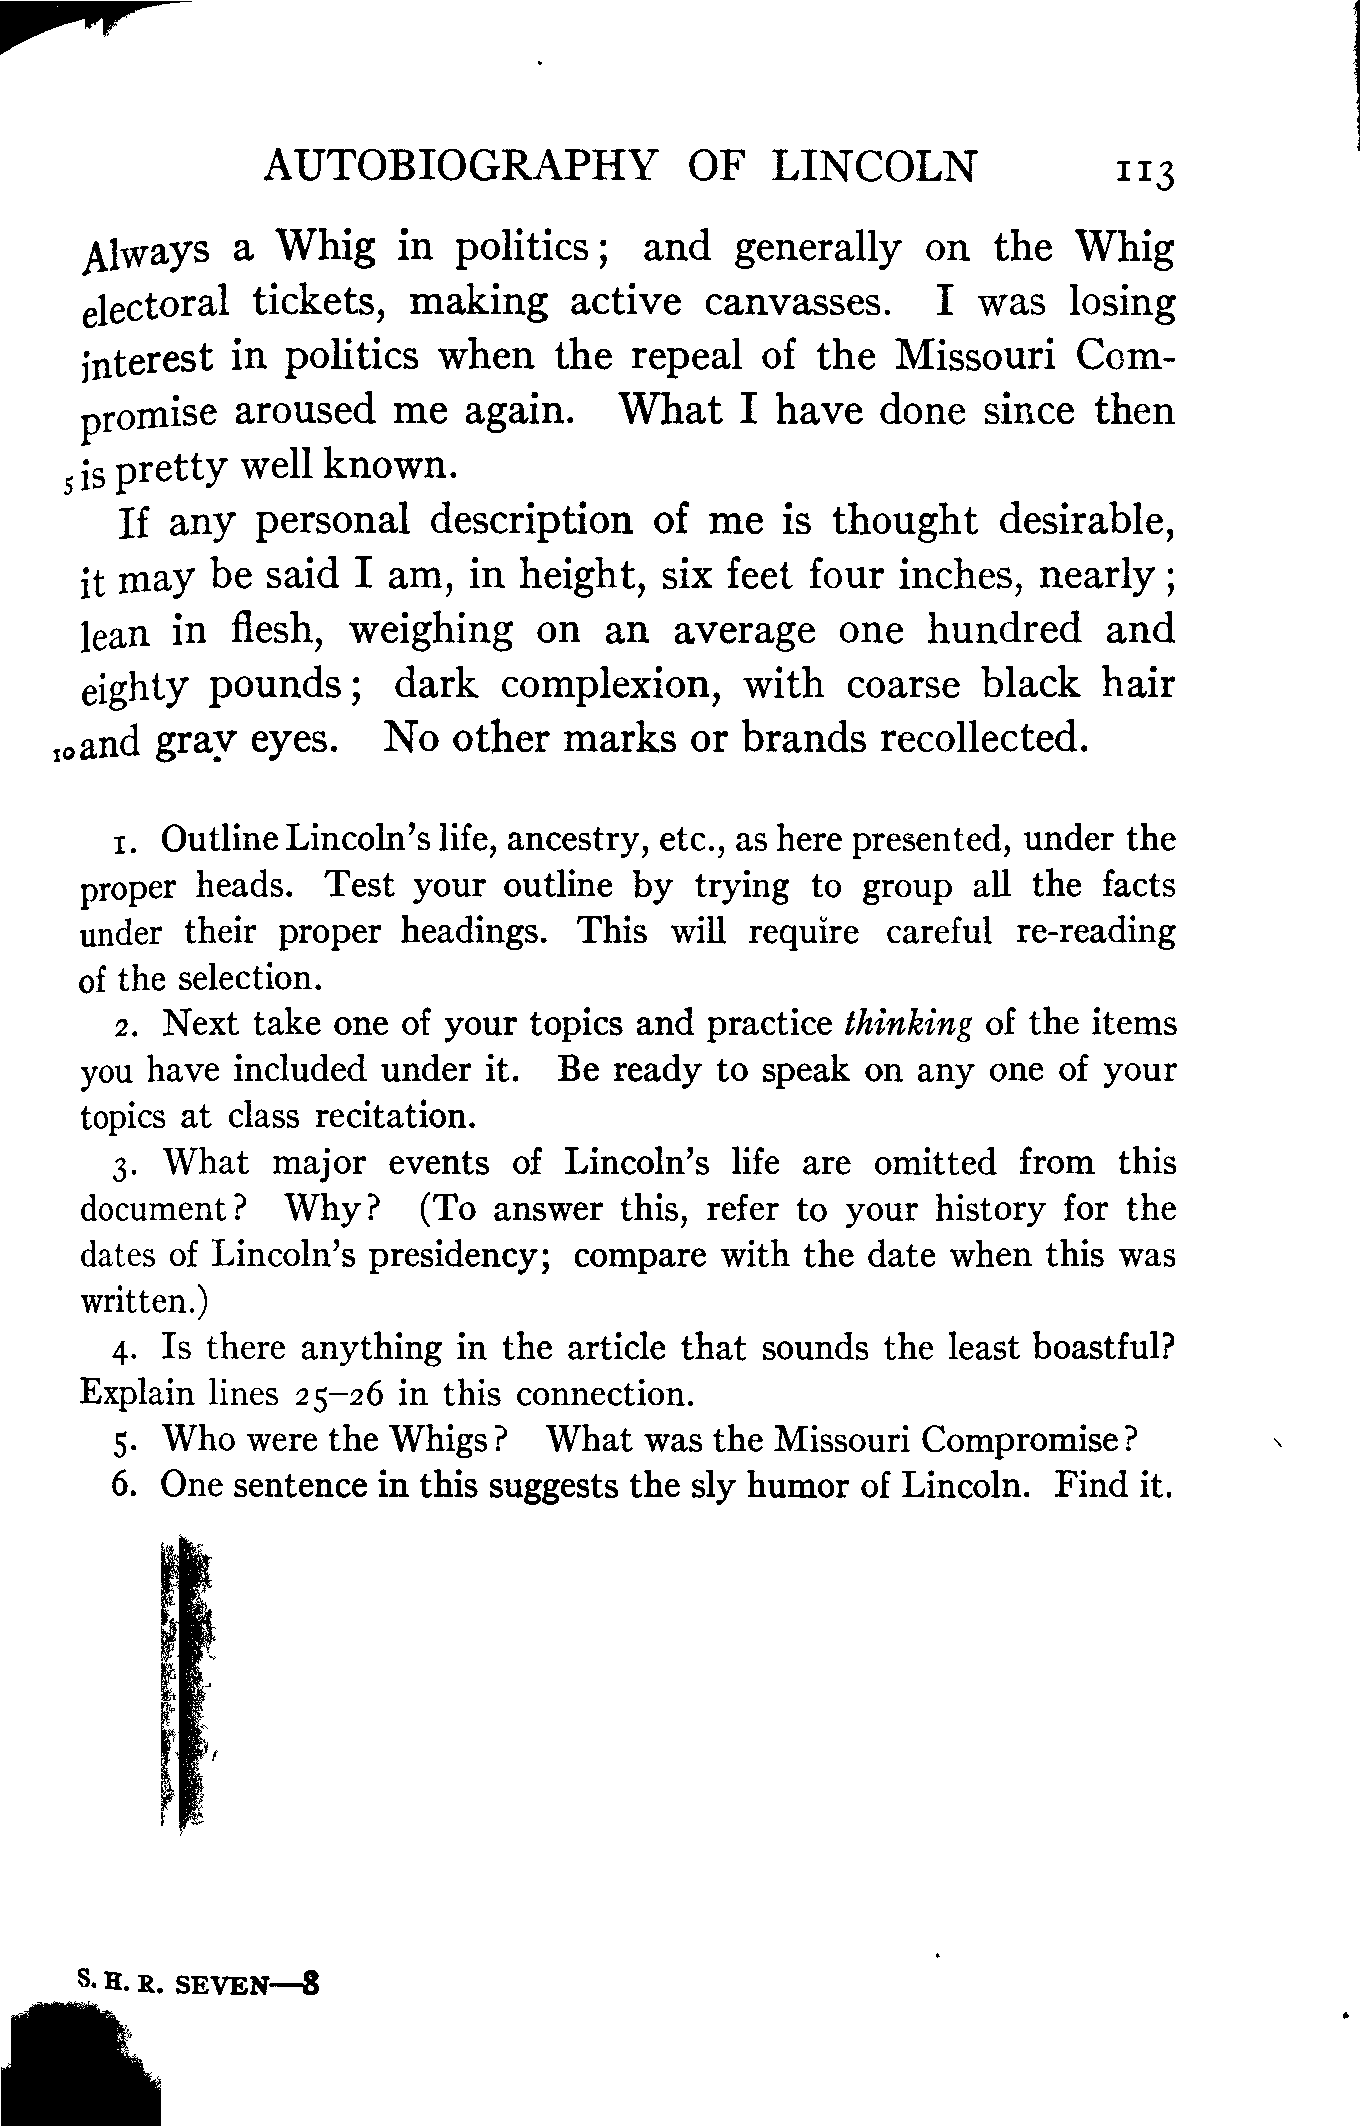 AUTOBIOGRAPHY OF LINCOLN 113
Always a Whig in politics; and generally on the Whig
electoral tickets, making active canvasses. I was losing
interest in politics when the repeal of the Missouri Com-
promise aroused me again. What I have done since then
5 is pretty well known.
If any personal description of me is thought desirable,
it may be said I am, in height, six feet four inches, nearly;
lean in flesh, weighing on an average one hundred and
eighty pounds; dark complexion, with coarse black hair
10 and gray eyes. No other marks or brands recollected.
1. Outline Lincoln's life, ancestry, etc., as here presented, under the
proper heads. Test your outline by trying to group all the facts
under their proper headings. This will require careful re-reading
of the selection.
2. Next take one of your topics and practice thinking of the items
you have included under it. Be ready to speak on any one of your
topics at class recitation.
3. What major events of Lincoln's life are omitted from this
document? Why? (To answer this, refer to your history for the
dates of Lincoln's presidency; compare with the date when this was
written.)
4. Is there anything in the article that sounds the least boastful?
Explain lines 25–26 in this connection.
5. Who were the Whigs? What was the Missouri Compromise?
6. One sentence in this suggests the sly humor of Lincoln. Find it.
S. H. R. SEVEN—8